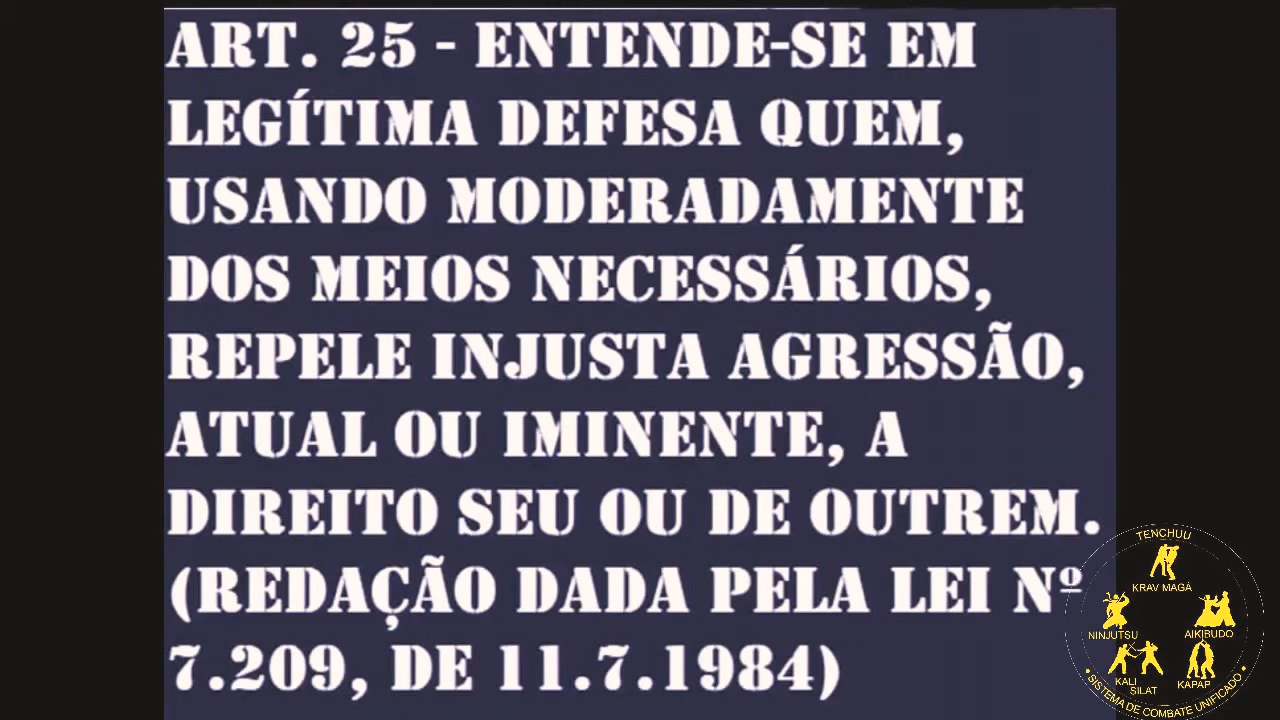 ART. 25 - ENTENDE-SE EM
LEGÍTIMA DEFESA QUEM,
USANDO MODERADAMENTE
DOS MEIOS NECESSÁRIOS,
REPELE INJUSTA AGRESSÃO,
ATUAL OU IMINENTE, A
DIREITO SEU OU DE OUTREM.
(REDAÇÃO DADA PELA LEI Nº
7.209, DE 11.7.1984)
TENCHUU
KRAV MAGÁ
NINJUTSU
AIKIBUDO
KALI
SILAT
KAPAP
• SISTEMA DE COMBATE UNIFICADO •